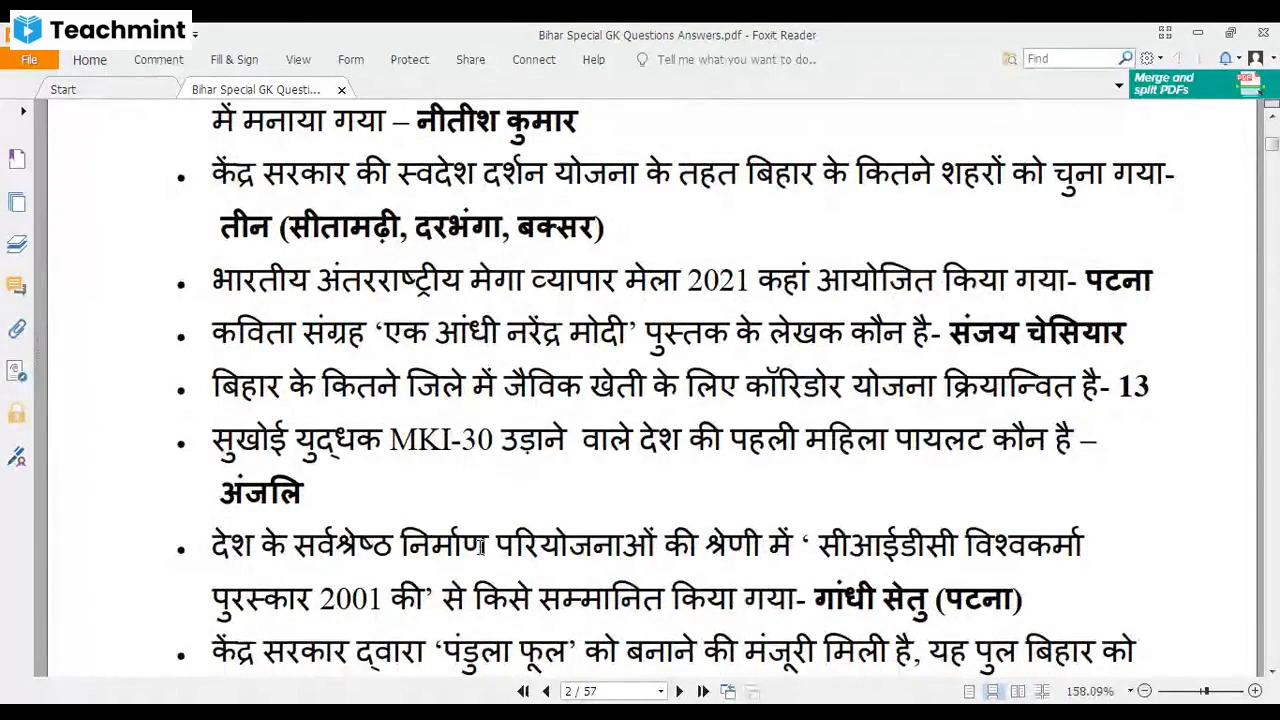 Teachmint
Bihar Special GK Questions Answers.pdf - Foxit Reader
File Home Comment Fill & Sign View Form Protect Share Connect Help Tell me what you want to do.. Find
Merge and
split PDFs
Start Bihar Special GK Questi...
में मनाया गया – नीतीश कुमार
• केंद्र सरकार की स्वदेश दर्शन योजना के तहत बिहार के कितने शहरों को चुना गया-
तीन (सीतामढ़ी, दरभंगा, बक्सर)
• भारतीय अंतरराष्ट्रीय मेगा व्यापार मेला 2021 कहां आयोजित किया गया- पटना
• कविता संग्रह ‘एक आंधी नरेंद्र मोदी’ पुस्तक के लेखक कौन है- संजय चेसियार
• बिहार के कितने जिले में जैविक खेती के लिए कॉरिडोर योजना क्रियान्वित है- 13
• सुखोई युद्धक MKI-30 उड़ाने वाले देश की पहली महिला पायलट कौन है –
अंजलि
• देश के सर्वश्रेष्ठ निर्माण परियोजनाओं की श्रेणी में ‘ सीआईडीसी विश्वकर्मा
पुरस्कार 2001 की’ से किसे सम्मानित किया गया- गांधी सेतु (पटना)
• केंद्र सरकार द्वारा ‘पंडुला फूल’ को बनाने की मंजूरी मिली है, यह पुल बिहार को
2 / 57 158.09%